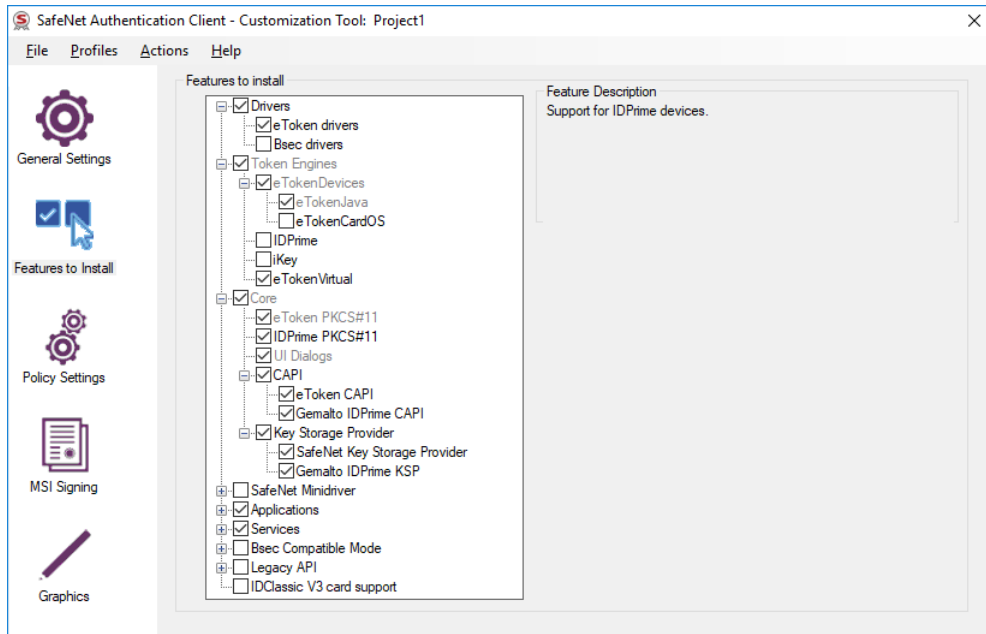 SafeNet Authentication Client - Customization Tool: Project1
File Profiles Actions Help
General Settings
Features to Install
Policy Settings
MSI Signing
Graphics
Features to install
Drivers
eToken drivers
Bsec drivers
Token Engines
eTokenDevices
eTokenJava
eTokenCardOS
IDPrime
iKey
eTokenVirtual
Core
eToken PKCS#11
IDPrime PKCS#11
UI Dialogs
CAPI
eToken CAPI
Gemalto IDPrime CAPI
Key Storage Provider
SafeNet Key Storage Provider
Gemalto IDPrime KSP
SafeNet Minidriver
Applications
Services
Bsec Compatible Mode
Legacy API
IDClassic V3 card support
Feature Description
Support for IDPrime devices.